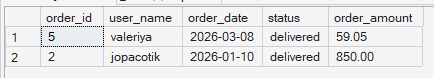 order_id user_name order_date status order_amount
1 5 valeriya 2026-03-08 delivered 59.05
2 2 jopacotik 2026-01-10 delivered 850.00